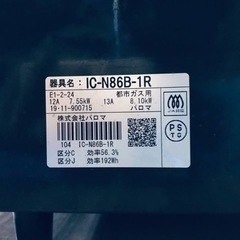 器具名: IC-N86B-1R
E1-2-24 都市ガス用
12A 7.55kW 13A 8.10kW
19・11-900715 パロマ
株式会社パロマ
104 IC-N86B-1R
区分C 効率56.3%
区分H 効率192Wh
PS
TG